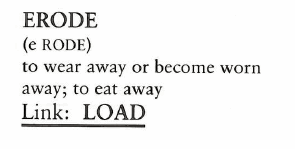 ERODE
(e RODE)
to wear away or become worn
away; to eat away
Link: LOAD